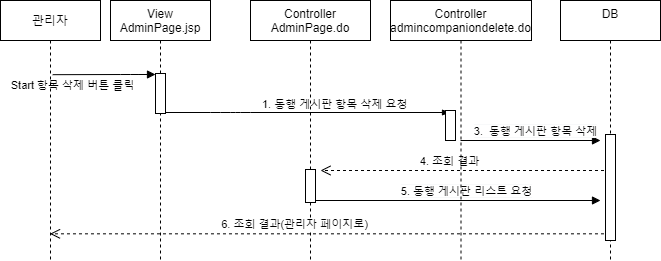 관리자
View
AdminPage.jsp
Controller
AdminPage.do
Controller
admincompaniondelete.do
DB
Start 항목 삭제 버튼 클릭
1. 동행 게시판 항목 삭제 요청
3. 동행 게시판 항목 삭제
4. 조회 결과
5. 동행 게시판 리스트 요청
6. 조회 결과(관리자 페이지로)